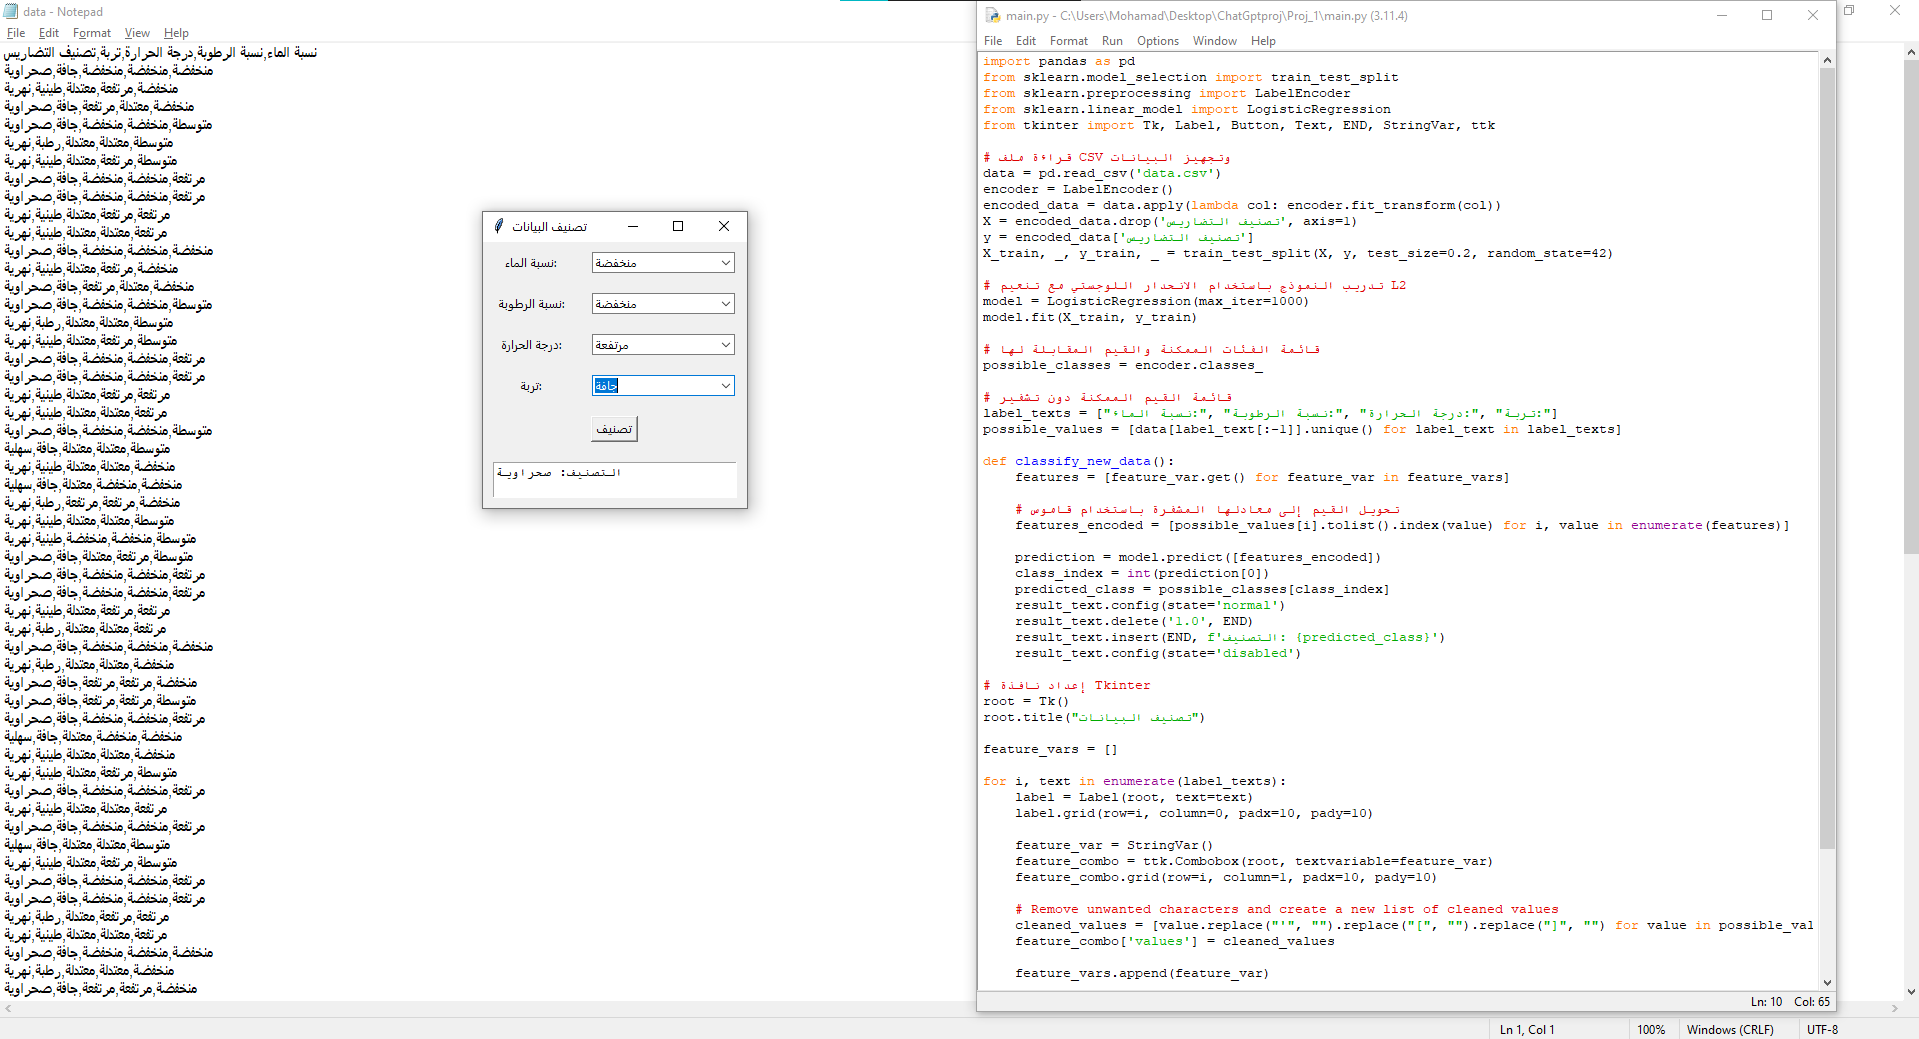 data - Notepad
File Edit Format View Help
نسبة الماء,نسبة الرطوبة,درجة الحرارة,تربة,تصنيف التضاريس
منخفضة,منخفضة,منخفضة,جافة,صحراوية
منخفضة,مرتفعة,معتدلة,طينية,نهرية
منخفضة,معتدلة,مرتفعة,جافة,صحراوية
متوسطة,منخفضة,منخفضة,جافة,صحراوية
متوسطة,معتدلة,معتدلة,رطبة,نهرية
متوسطة,مرتفعة,معتدلة,طينية,نهرية
مرتفعة,منخفضة,منخفضة,جافة,صحراوية
مرتفعة,منخفضة,منخفضة,جافة,صحراوية
مرتفعة,مرتفعة,معتدلة,طينية,نهرية
مرتفعة,معتدلة,معتدلة,طينية,نهرية
منخفضة,منخفضة,منخفضة,جافة,صحراوية
منخفضة,مرتفعة,معتدلة,طينية,نهرية
منخفضة,معتدلة,مرتفعة,جافة,صحراوية
متوسطة,منخفضة,منخفضة,جافة,صحراوية
متوسطة,معتدلة,معتدلة,رطبة,نهرية
متوسطة,مرتفعة,معتدلة,طينية,نهرية
مرتفعة,منخفضة,منخفضة,جافة,صحراوية
مرتفعة,منخفضة,منخفضة,جافة,صحراوية
مرتفعة,مرتفعة,معتدلة,طينية,نهرية
مرتفعة,معتدلة,معتدلة,طينية,نهرية
متوسطة,منخفضة,منخفضة,جافة,صحراوية
متوسطة,معتدلة,معتدلة,جافة,سهلية
منخفضة,معتدلة,معتدلة,طينية,نهرية
منخفضة,منخفضة,معتدلة,جافة,سهلية
منخفضة,مرتفعة,مرتفعة,رطبة,نهرية
متوسطة,معتدلة,معتدلة,طينية,نهرية
متوسطة,منخفضة,منخفضة,طينية,نهرية
متوسطة,مرتفعة,معتدلة,جافة,صحراوية
مرتفعة,منخفضة,منخفضة,جافة,صحراوية
مرتفعة,منخفضة,منخفضة,جافة,صحراوية
مرتفعة,مرتفعة,معتدلة,طينية,نهرية
مرتفعة,معتدلة,معتدلة,رطبة,نهرية
منخفضة,منخفضة,منخفضة,جافة,صحراوية
منخفضة,معتدلة,معتدلة,رطبة,نهرية
منخفضة,مرتفعة,مرتفعة,جافة,صحراوية
متوسطة,مرتفعة,مرتفعة,جافة,صحراوية
مرتفعة,منخفضة,منخفضة,جافة,صحراوية
منخفضة,منخفضة,معتدلة,جافة,سهلية
منخفضة,معتدلة,معتدلة,طينية,نهرية
متوسطة,مرتفعة,معتدلة,طينية,نهرية
مرتفعة,منخفضة,منخفضة,جافة,صحراوية
مرتفعة,معتدلة,معتدلة,طينية,نهرية
مرتفعة,منخفضة,منخفضة,جافة,صحراوية
متوسطة,معتدلة,معتدلة,جافة,سهلية
متوسطة,مرتفعة,معتدلة,طينية,نهرية
مرتفعة,منخفضة,منخفضة,جافة,صحراوية
مرتفعة,منخفضة,منخفضة,جافة,صحراوية
مرتفعة,مرتفعة,معتدلة,رطبة,نهرية
مرتفعة,معتدلة,معتدلة,طينية,نهرية
منخفضة,منخفضة,منخفضة,جافة,صحراوية
منخفضة,معتدلة,معتدلة,رطبة,نهرية
منخفضة,مرتفعة,مرتفعة,جافة,صحراوية
تصنيف البيانات
نسبة الماء: منخفضة
نسبة الرطوبة: منخفضة
درجة الحرارة: مرتفعة
تربة: جافة
تصنيف
التصنيف: صحراوية
main.py - C:\Users\Mohamad\Desktop\ChatGptproj\Proj_1\main.py (3.11.4)
File Edit Format Run Options Window Help
import pandas as pd
from sklearn.model_selection import train_test_split
from sklearn.preprocessing import LabelEncoder
from sklearn.linear_model import LogisticRegression
from tkinter import Tk, Label, Button, Text, END, StringVar, ttk
# قراءة ملف CSV وتجهيز البيانات
data = pd.read_csv('data.csv')
encoder = LabelEncoder()
encoded_data = data.apply(lambda col: encoder.fit_transform(col))
X = encoded_data.drop('تصنيف التضاريس', axis=1)
y = encoded_data['تصنيف التضاريس']
X_train, _, y_train, _ = train_test_split(X, y, test_size=0.2, random_state=42)
# تدريب النموذج باستخدام الانحدار اللوجستي مع تنعيم L2
model = LogisticRegression(max_iter=1000)
model.fit(X_train, y_train)
# قائمة الفئات الممكنة والقيم المقابلة لها
possible_classes = encoder.classes_
# قائمة القيم الممكنة دون تشفير
label_texts = ["نسبة الماء:", "نسبة الرطوبة:", "درجة الحرارة:", "تربة:"]
possible_values = [data[label_text[:-1]].unique() for label_text in label_texts]
def classify_new_data():
    features = [feature_var.get() for feature_var in feature_vars]
    # تحويل القيم إلى معادلها المشفرة باستخدام قاموس
    features_encoded = [possible_values[i].tolist().index(value) for i, value in enumerate(features)]
    prediction = model.predict([features_encoded])
    class_index = int(prediction[0])
    predicted_class = possible_classes[class_index]
    result_text.config(state='normal')
    result_text.delete('1.0', END)
    result_text.insert(END, f'التصنيف: {predicted_class}')
    result_text.config(state='disabled')
# إعداد نافذة Tkinter
root = Tk()
root.title("تصنيف البيانات")
feature_vars = []
for i, text in enumerate(label_texts):
    label = Label(root, text=text)
    label.grid(row=i, column=0, padx=10, pady=10)
    feature_var = StringVar()
    feature_combo = ttk.Combobox(root, textvariable=feature_var)
    feature_combo.grid(row=i, column=1, padx=10, pady=10)
    # Remove unwanted characters and create a new list of cleaned values
    cleaned_values = [value.replace("'", "").replace("[", "").replace("]", "") for value in possible_val
    feature_combo['values'] = cleaned_values
    feature_vars.append(feature_var)
Ln: 10 Col: 65
Ln 1, Col 1 100% Windows (CRLF) UTF-8